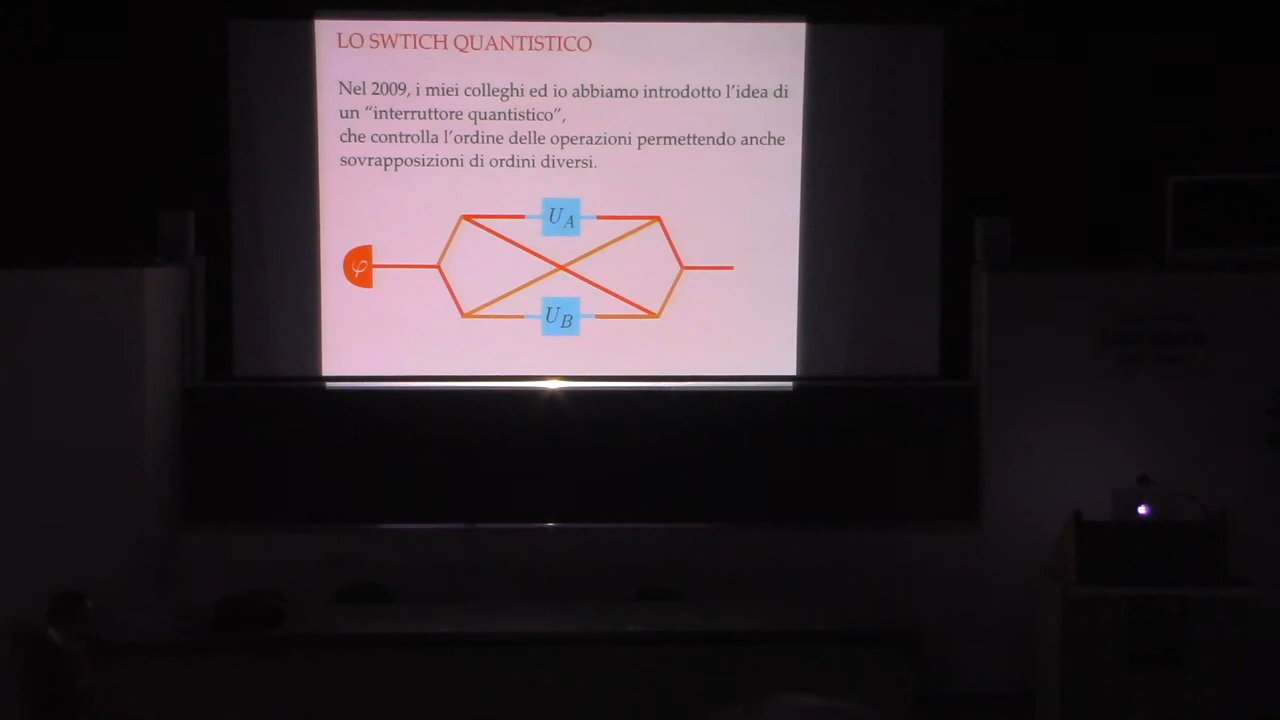 LO SWTICH QUANTISTICO
Nel 2009, i miei colleghi ed io abbiamo introdotto l'idea di
un “interruttore quantistico”,
che controlla l'ordine delle operazioni permettendo anche
sovrapposizioni di ordini diversi.
U_A
φ
U_B